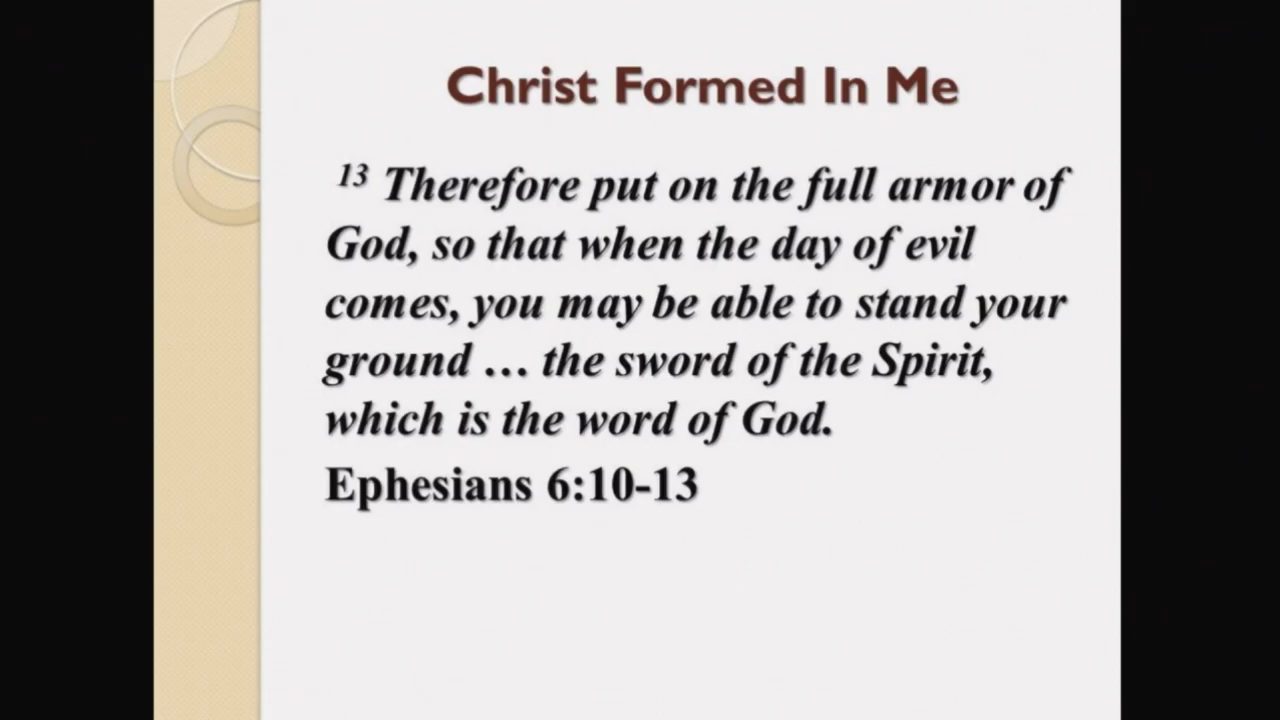 Christ Formed In Me
13 Therefore put on the full armor of
God, so that when the day of evil
comes, you may be able to stand your
ground … the sword of the Spirit,
which is the word of God.
Ephesians 6:10-13